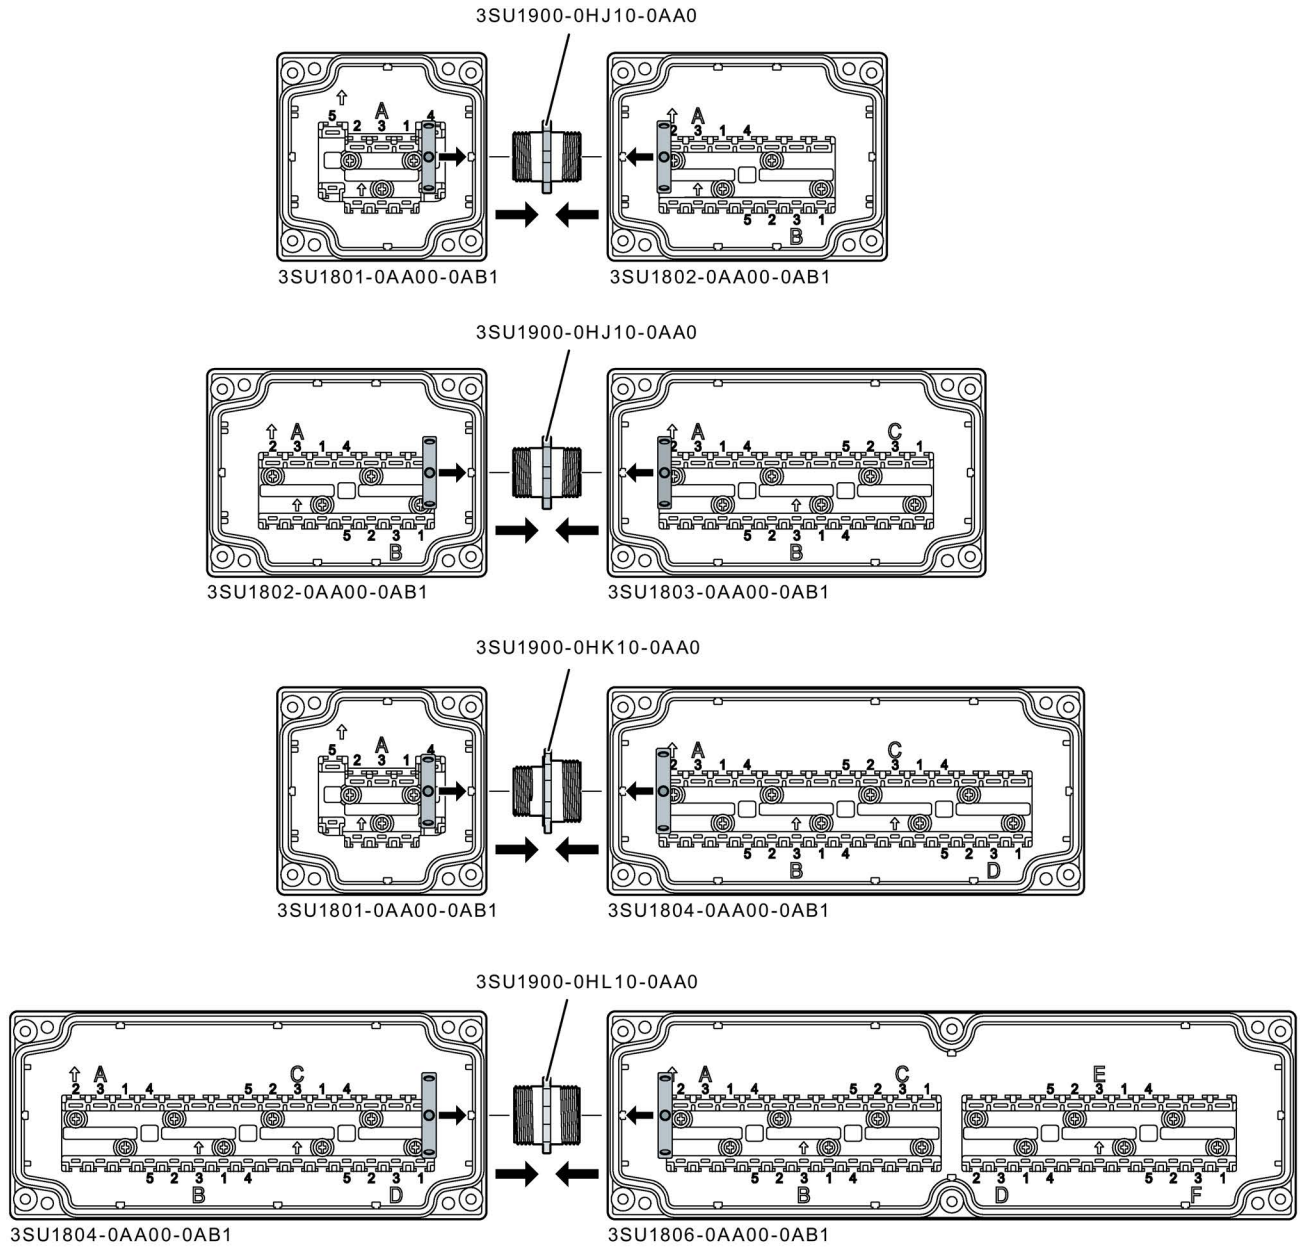 3SU1900-0HJ10-0AA0
A
5 2 3 1 4
A
2 3 1 4
5 2 3 1
B
3SU1801-0AA00-0AB1 3SU1802-0AA00-0AB1
3SU1900-0HJ10-0AA0
A
2 3 1 4
5 2 3 1
B
A C
2 3 1 4 5 2 3 1
5 2 3 1 4
B
3SU1802-0AA00-0AB1 3SU1803-0AA00-0AB1
3SU1900-0HK10-0AA0
A
5 2 3 1 4
A C
2 3 1 4 5 2 3 1 4
5 2 3 1 4 5 2 3 1
B D
3SU1801-0AA00-0AB1 3SU1804-0AA00-0AB1
3SU1900-0HL10-0AA0
A C
2 3 1 4 5 2 3 1 4
5 2 3 1 4 5 2 3 1
B D
A C E
2 3 1 4 5 2 3 1 5 2 3 1 4
5 2 3 1 4 2 3 1 4 5 2 3 1
B D F
3SU1804-0AA00-0AB1 3SU1806-0AA00-0AB1